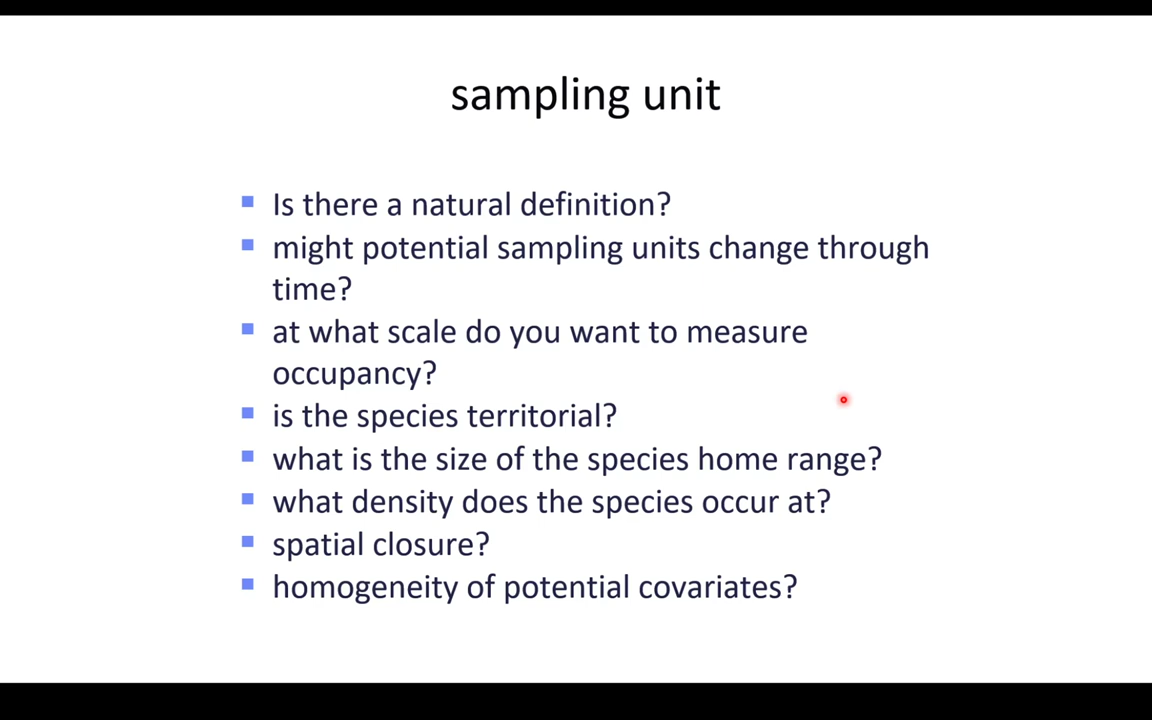 sampling unit
Is there a natural definition?
might potential sampling units change through
time?
at what scale do you want to measure
occupancy?
is the species territorial?
what is the size of the species home range?
what density does the species occur at?
spatial closure?
homogeneity of potential covariates?